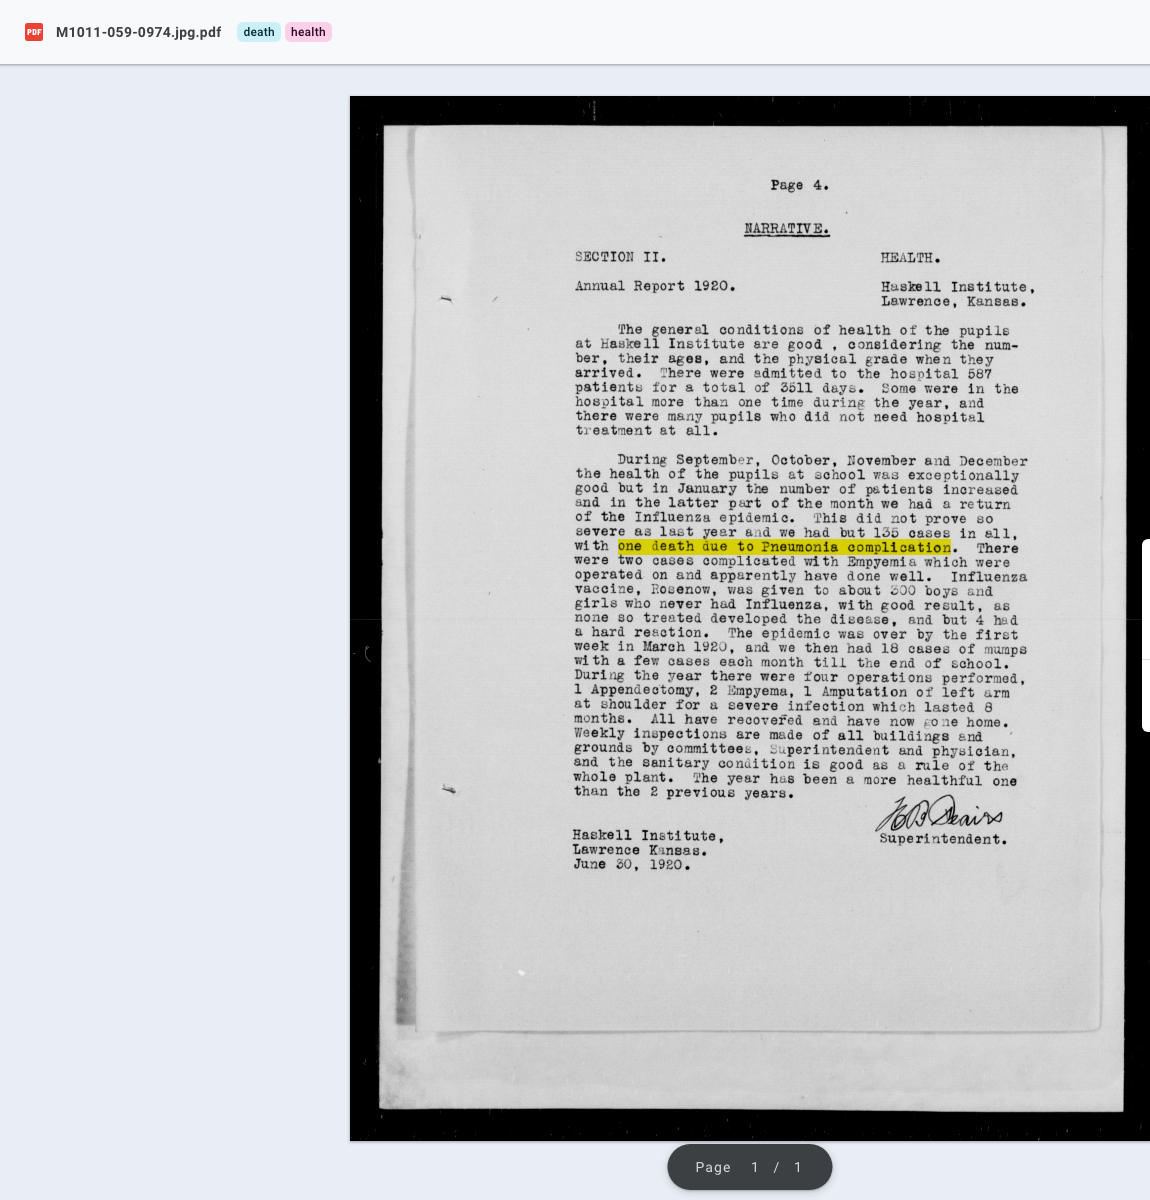 PDF M1011-059-0974.jpg.pdf death health
Page 4.
NARRATIVE.
SECTION II. HEALTH.
Annual Report 1920. Haskell Institute,
Lawrence, Kansas.
The general conditions of health of the pupils
at Haskell Institute are good , considering the num-
ber, their ages, and the physical grade when they
arrived. There were admitted to the hospital 587
patients for a total of 3511 days. Some were in the
hospital more than one time during the year, and
there were many pupils who did not need hospital
treatment at all.
During September, October, November and December
the health of the pupils at school was exceptionally
good but in January the number of patients increased
and in the latter part of the month we had a return
of the Influenza epidemic. This did not prove so
severe as last year and we had but 135 cases in all,
with one death due to Pneumonia complication. There
were two cases complicated with Empyemia which were
operated on and apparently have done well. Influenza
vaccine, Rosenow, was given to about 300 boys and
girls who never had Influenza, with good result, as
none so treated developed the disease, and but 4 had
a hard reaction. The epidemic was over by the first
week in March 1920, and we then had 18 cases of mumps
with a few cases each month till the end of school.
During the year there were four operations performed,
1 Appendectomy, 2 Empyema, 1 Amputation of left arm
at shoulder for a severe infection which lasted 8
months. All have recovered and have now gone home.
Weekly inspections are made of all buildings and
grounds by committees, Superintendent and physician,
and the sanitary condition is good as a rule of the
whole plant. The year has been a more healthful one
than the 2 previous years.
Haskell Institute, Superintendent.
Lawrence Kansas.
June 30, 1920.
Page 1 / 1